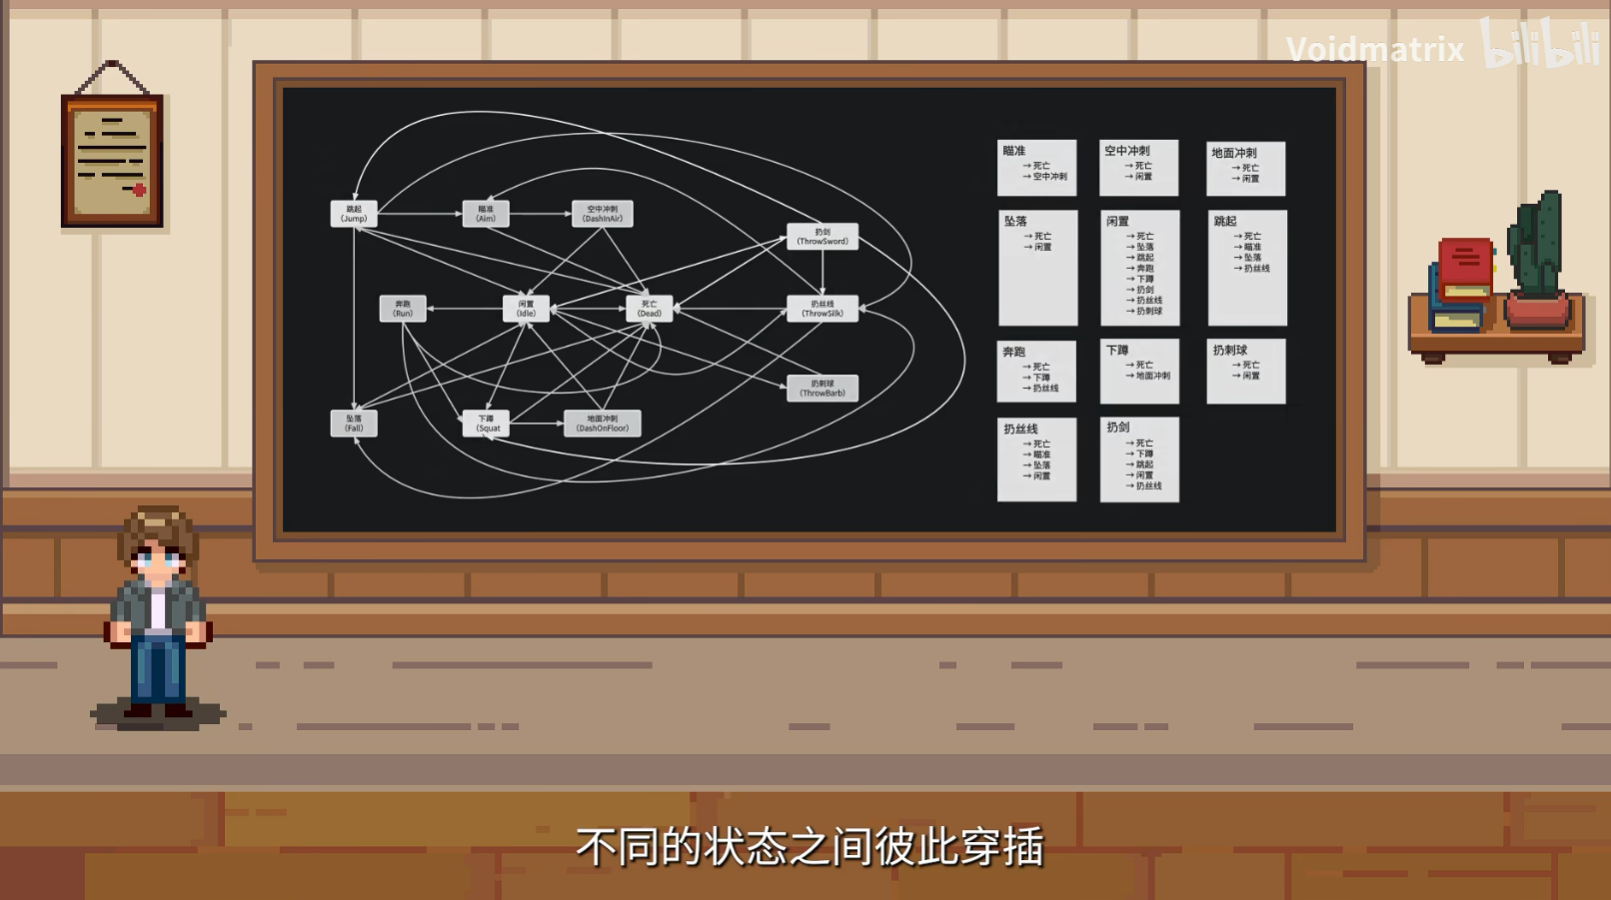 Voidmatrix bilibili
跳起
(Jump)
瞄准
(Aim)
空中冲刺
(DashInAir)
扔剑
(ThrowSword)
奔跑
(Run)
闲置
(Idle)
死亡
(Dead)
扔丝线
(ThrowSilk)
扔刺球
(ThrowBarb)
坠落
(Fall)
下蹲
(Squat
地面冲刺
(DashOnFloor)
瞄准
→ 死亡
→ 空中冲刺
空中冲刺
→ 死亡
→ 闲置
地面冲刺
→ 死亡
→ 闲置
坠落
→ 死亡
→ 闲置
闲置
→ 死亡
→ 坠落
→ 跳起
→ 奔跑
→ 下蹲
→ 扔剑
→ 扔丝线
→ 扔刺球
跳起
→ 死亡
→ 瞄准
→ 坠落
→ 扔丝线
奔跑
→ 死亡
→ 下蹲
→ 扔丝线
下蹲
→ 死亡
→ 地面冲刺
扔刺球
→ 死亡
→ 闲置
扔丝线
→ 死亡
→ 瞄准
→ 坠落
→ 闲置
扔剑
→ 死亡
→ 下蹲
→ 跳起
→ 闲置
→ 扔丝线
不同的状态之间彼此穿插